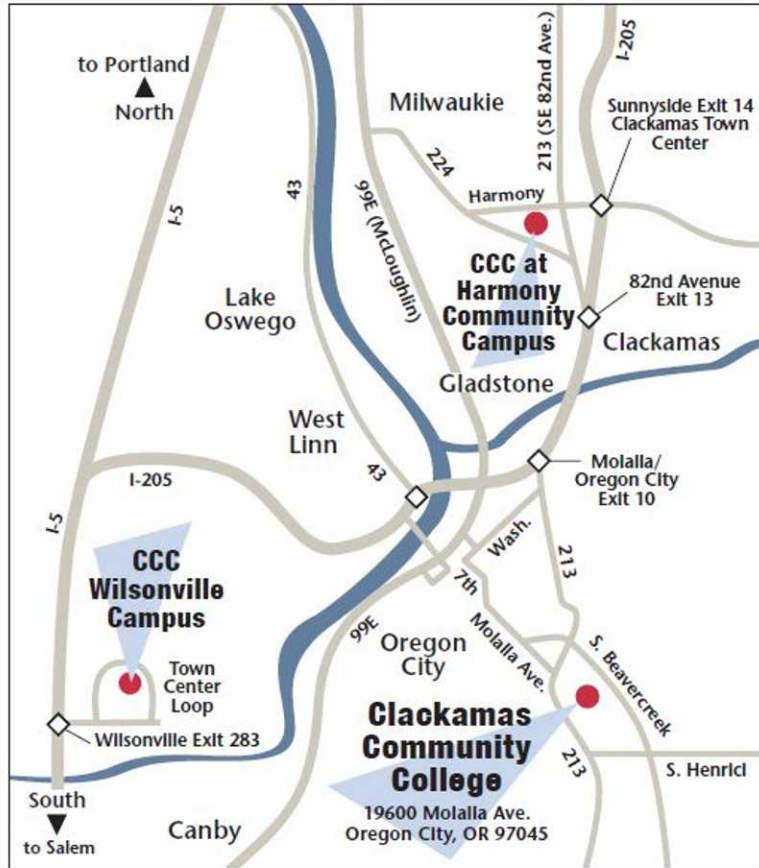 to Portland
North
I-5
I-5
43
43
99E (McLoughlin)
Milwaukie
224
213 (SE 82nd Ave.)
I-205
Sunnyside Exit 14
Clackamas Town
Center
Harmony
CCC at
Harmony
Community
Campus
82nd Avenue
Exit 13
Clackamas
Lake
Oswego
Gladstone
West
Linn
I-205
Molalla/
Oregon City
Exit 10
Wash.
7th
213
CCC
Wilsonville
Campus
Town
Center
Loop
Wilsonville Exit 283
99E
Oregon
City
Molalla Ave.
S. Beavercreek
Clackamas
Community
College
19600 Molalla Ave.
Oregon City, OR 97045
213
S. Henrici
South
to Salem
Canby